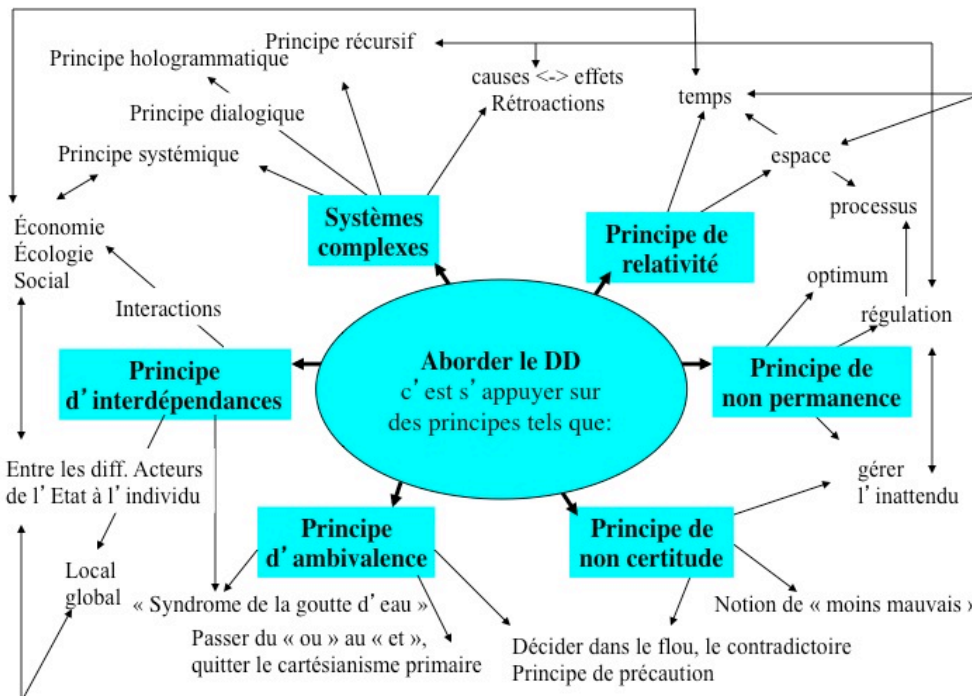 Principe récursif
Principe hologrammatique
causes <-> effets
Rétroactions
temps
Principe dialogique
Principe systémique
espace
processus
Économie
Écologie
Social
Systèmes
complexes
Principe de
relativité
optimum
Interactions
régulation
Aborder le DD
c’est s’appuyer sur
des principes tels que:
Principe
d’interdépendances
Principe de
non permanence
Entre les diff. Acteurs
de l’Etat à l’individu
gérer
l’inattendu
Principe
d’ambivalence
Principe de
non certitude
Local
global
« Syndrome de la goutte d’eau »
Notion de « moins mauvais »
Passer du « ou » au « et »,
quitter le cartésianisme primaire
Décider dans le flou, le contradictoire
Principe de précaution